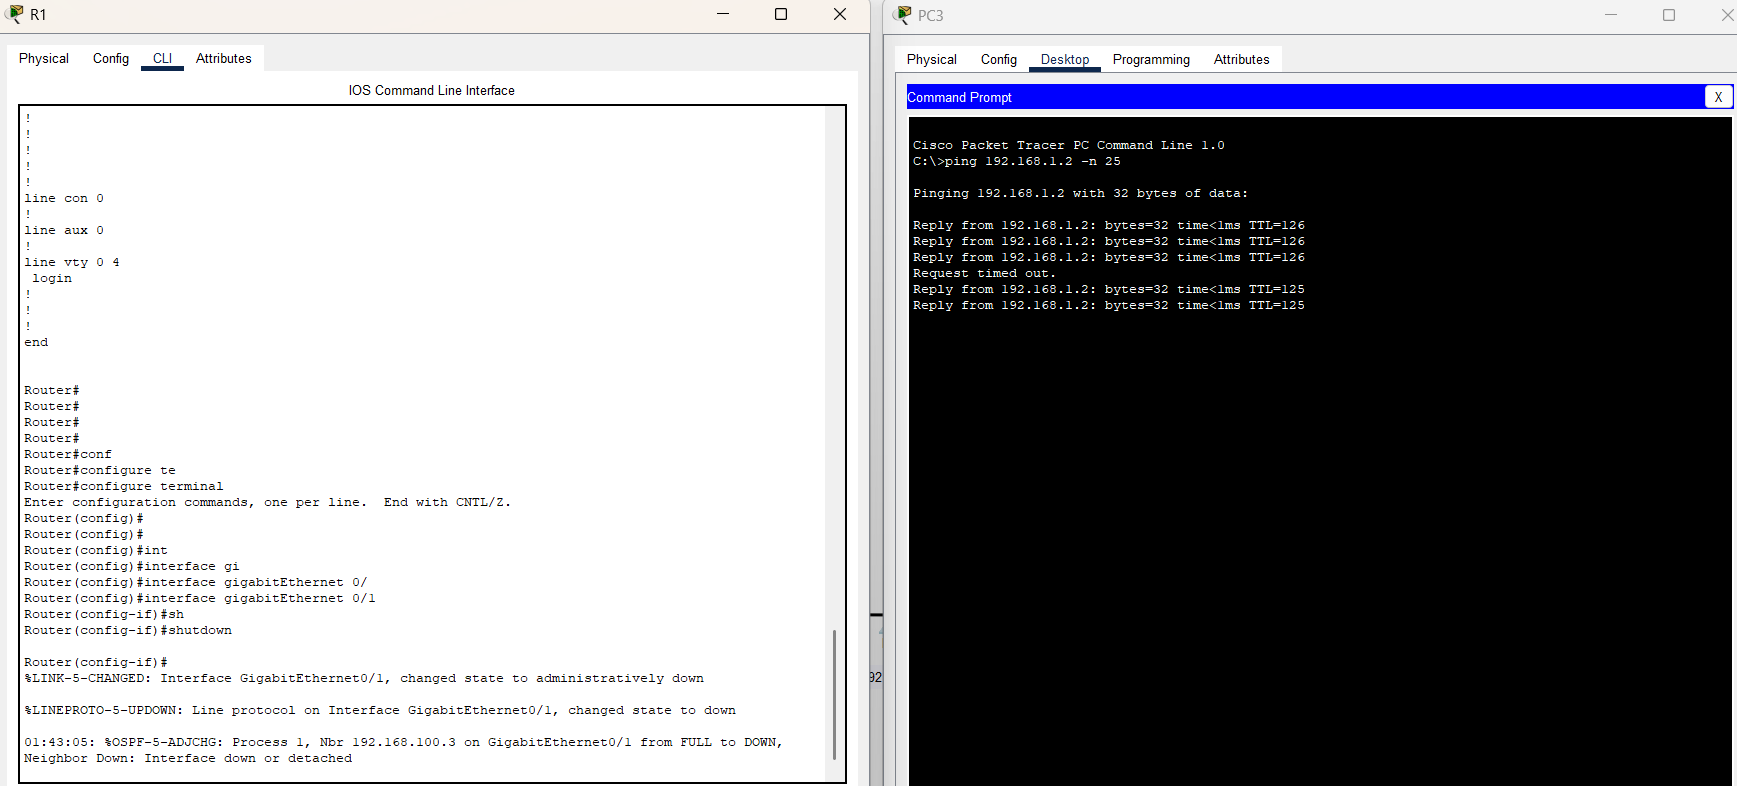 R1
Physical Config CLI Attributes
IOS Command Line Interface
!
!
!
!
!
line con 0
!
line aux 0
!
line vty 0 4
login
!
!
!
end
Router#
Router#
Router#
Router#
Router#conf
Router#configure te
Router#configure terminal
Enter configuration commands, one per line. End with CNTL/Z.
Router(config)#
Router(config)#
Router(config)#int
Router(config)#interface gi
Router(config)#interface gigabitEthernet 0/
Router(config)#interface gigabitEthernet 0/1
Router(config-if)#sh
Router(config-if)#shutdown
Router(config-if)#
%LINK-5-CHANGED: Interface GigabitEthernet0/1, changed state to administratively down
%LINEPROTO-5-UPDOWN: Line protocol on Interface GigabitEthernet0/1, changed state to down
01:43:05: %OSPF-5-ADJCHG: Process 1, Nbr 192.168.100.3 on GigabitEthernet0/1 from FULL to DOWN,
Neighbor Down: Interface down or detached
92
PC3
Physical Config Desktop Programming Attributes
Command Prompt
X
Cisco Packet Tracer PC Command Line 1.0
C:\>ping 192.168.1.2 -n 25
Pinging 192.168.1.2 with 32 bytes of data:
Reply from 192.168.1.2: bytes=32 time<1ms TTL=126
Reply from 192.168.1.2: bytes=32 time<1ms TTL=126
Reply from 192.168.1.2: bytes=32 time<1ms TTL=126
Request timed out.
Reply from 192.168.1.2: bytes=32 time<1ms TTL=125
Reply from 192.168.1.2: bytes=32 time<1ms TTL=125